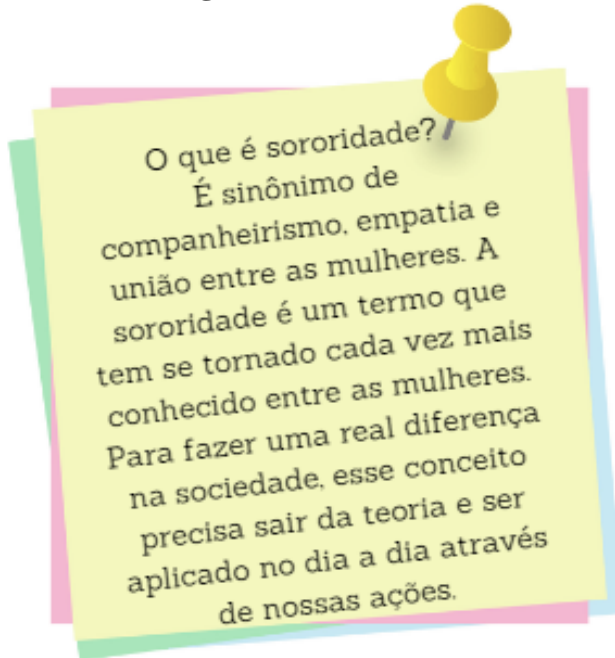 O que é sororidade?
É sinônimo de
companheirismo, empatia e
união entre as mulheres. A
sororidade é um termo que
tem se tornado cada vez mais
conhecido entre as mulheres.
Para fazer uma real diferença
na sociedade, esse conceito
precisa sair da teoria e ser
aplicado no dia a dia através
de nossas ações.